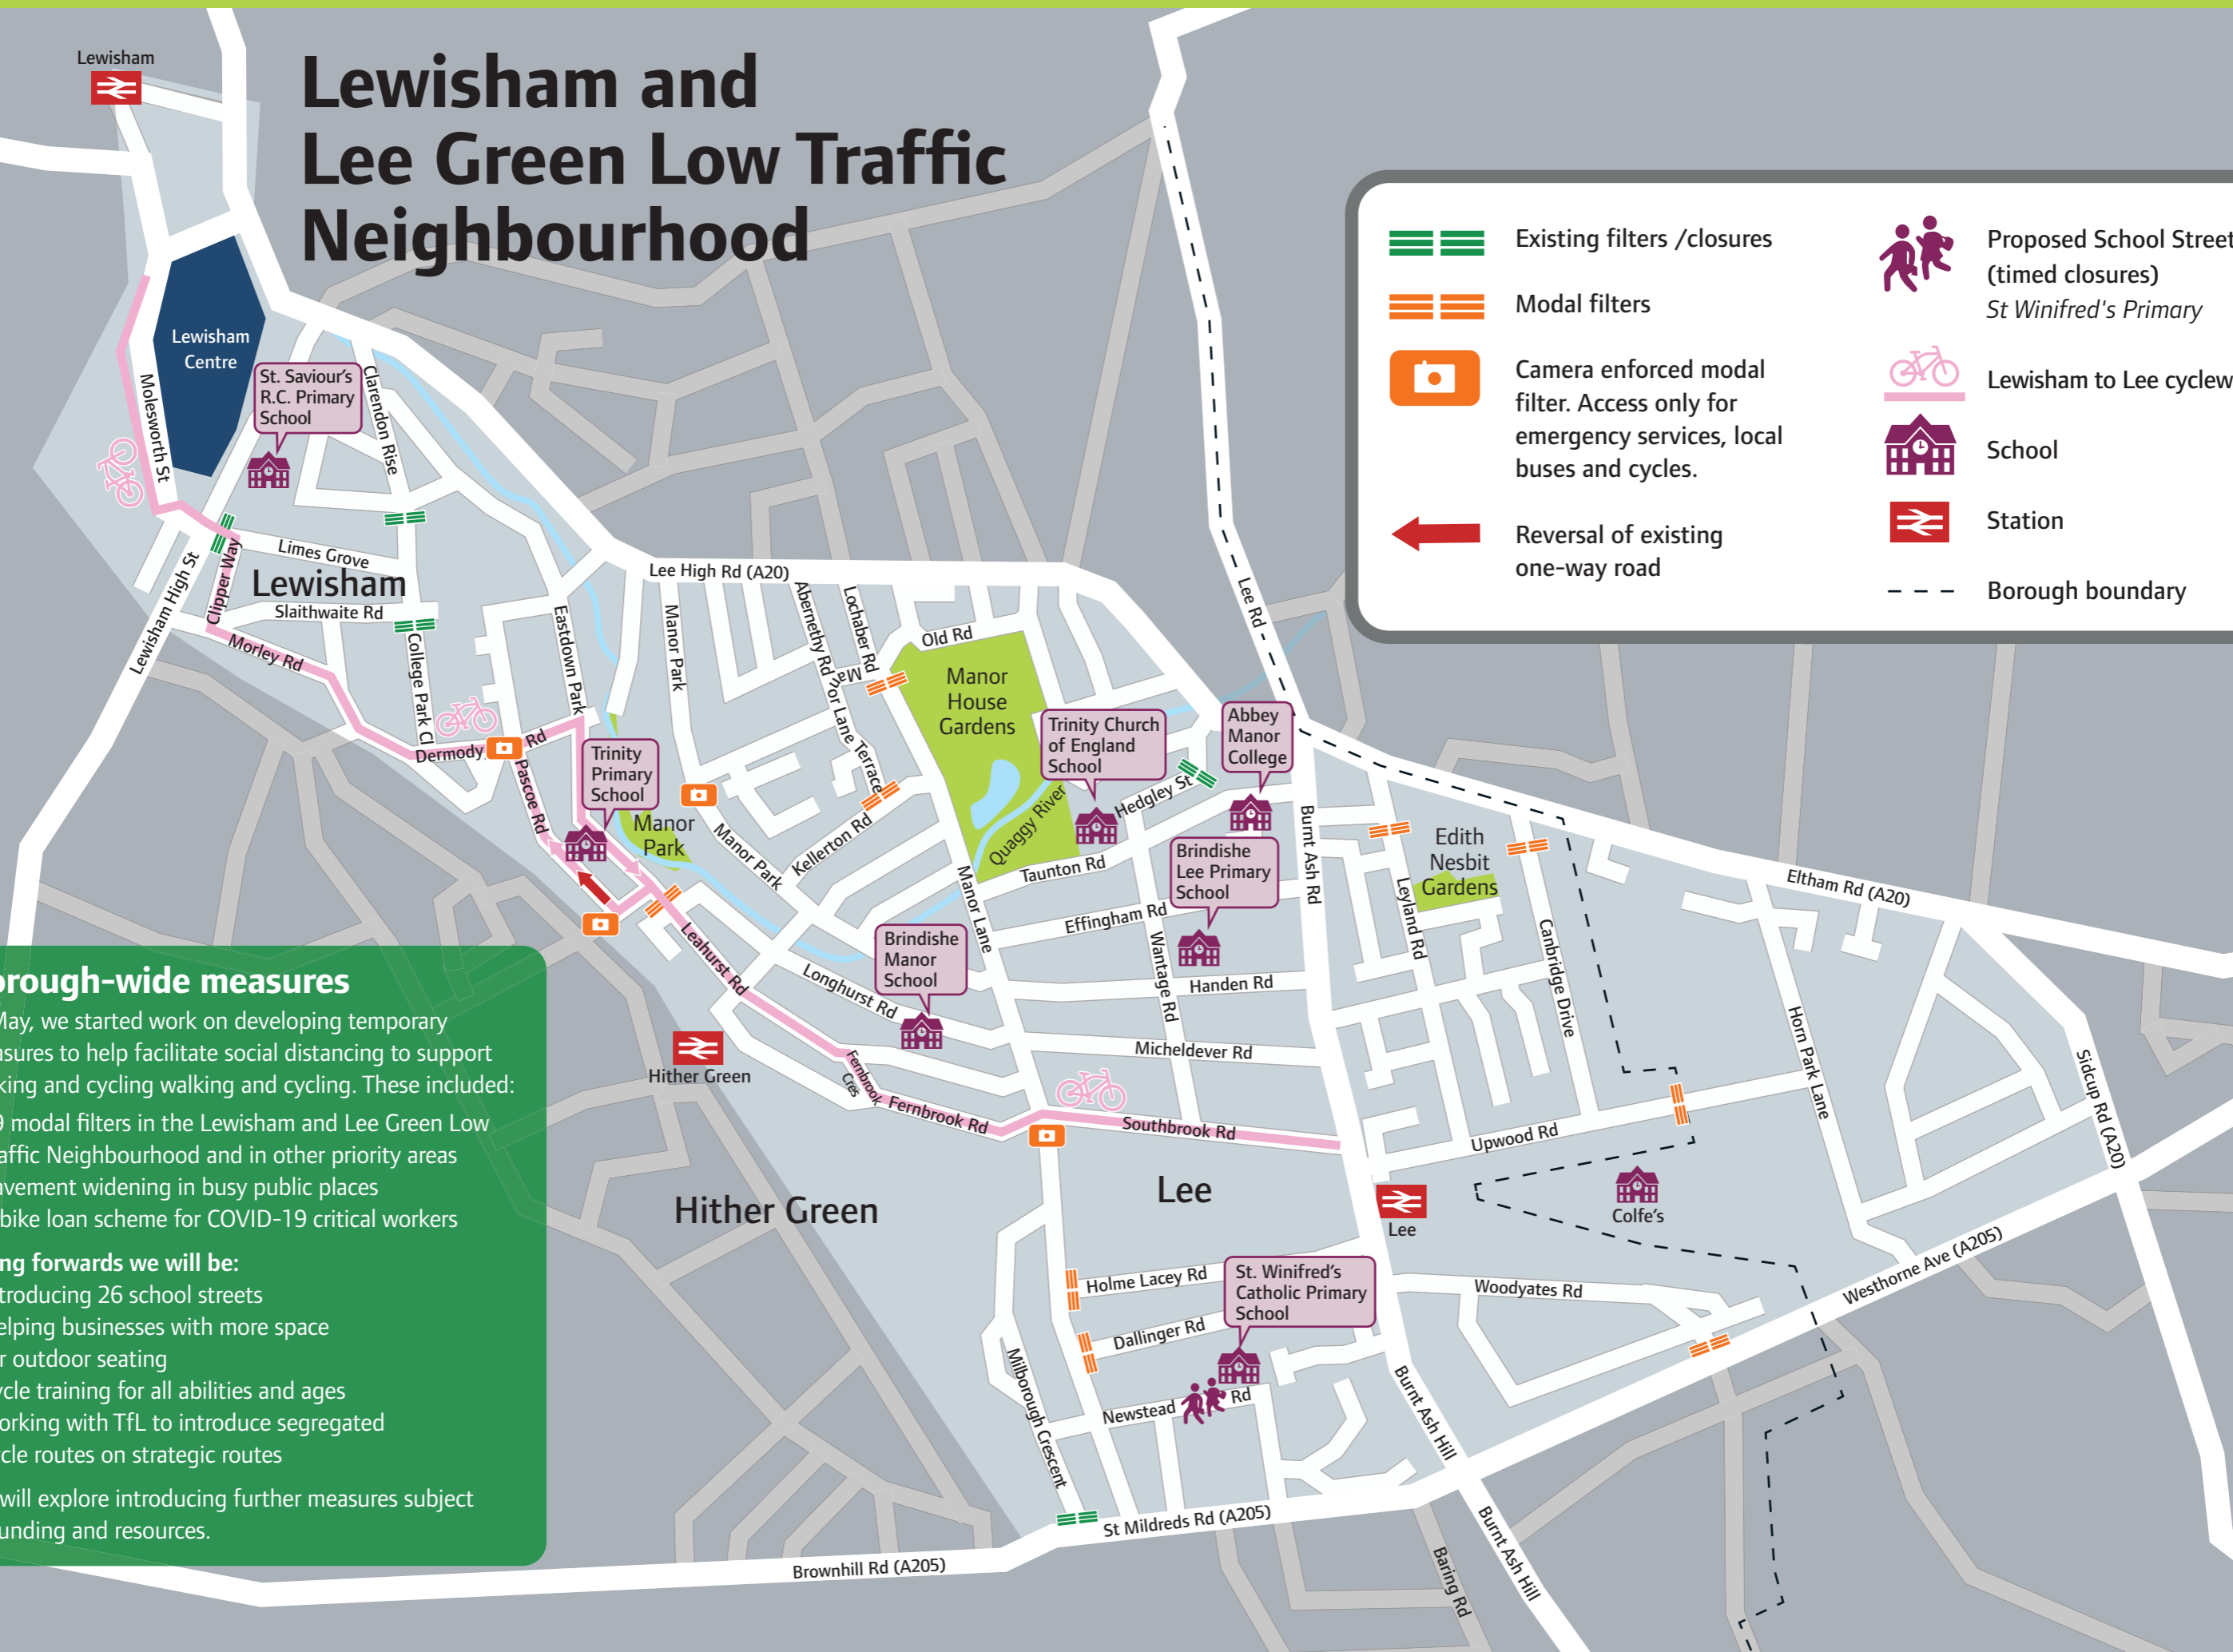 Lewisham and
Lee Green Low Traffic
Neighbourhood
Lewisham
Lewisham
Centre
St. Saviour's
R.C. Primary
School
Molesworth St
Clarendon Rise
Limes Grove
Lewisham
Clipper Way
Slaithwaite Rd
Lewisham High St
Morley Rd
College Park Cl
Eastdown Park
Dermody
Rd
Pascoe Rd
Trinity
Primary
School
Manor
Park
Lee High Rd (A20)
Manor Park
Abernethy Rd
Lochaber Rd
Old Rd
Manor Lane Terrace
Manor
House
Gardens
Quaggy River
Manor Park
Kellerton Rd
Trinity Church
of England
School
Hedgley St
Abbey
Manor
College
Lee Rd
Taunton Rd
Brindishe
Lee Primary
School
Effingham Rd
Manor Lane
Wantage Rd
Handen Rd
Burnt Ash Rd
Brindishe
Manor
School
Leahurst Rd
Longhurst Rd
Micheldever Rd
Hither Green
Fernbrook
Cres
Fernbrook Rd
Southbrook Rd
Edith
Nesbit
Gardens
Leyland Rd
Canbridge Drive
Eltham Rd (A20)
Horn Park Lane
Sidcup Rd (A20)
Upwood Rd
Hither Green
Lee
Lee
Colfe's
Holme Lacey Rd
Dallinger Rd
St. Winifred's
Catholic Primary
School
Newstead
Rd
Milborough Crescent
Woodyates Rd
Westhorne Ave (A205)
Burnt Ash Hill
St Mildreds Rd (A205)
Brownhill Rd (A205)
Burnt Ash Hill
Baring Rd
Existing filters /closures
Modal filters
Camera enforced modal
filter. Access only for
emergency services, local
buses and cycles.
Reversal of existing
one-way road
Proposed School Street
(timed closures)
St Winifred's Primary
Lewisham to Lee cyclew
School
Station
Borough boundary
orough-wide measures
May, we started work on developing temporary
asures to help facilitate social distancing to support
king and cycling walking and cycling. These included:
9 modal filters in the Lewisham and Lee Green Low
affic Neighbourhood and in other priority areas
avement widening in busy public places
bike loan scheme for COVID-19 critical workers
ng forwards we will be:
troducing 26 school streets
elping businesses with more space
r outdoor seating
ycle training for all abilities and ages
orking with TfL to introduce segregated
ycle routes on strategic routes
will explore introducing further measures subject
unding and resources.